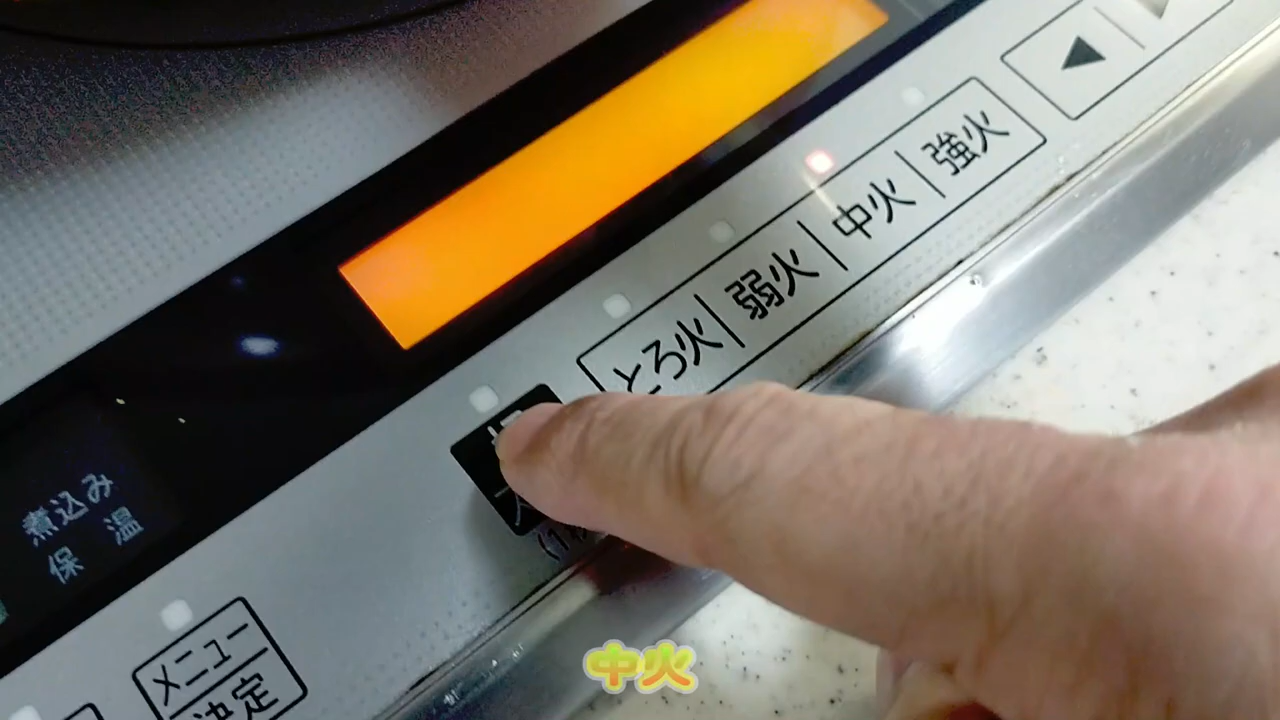 とろ火|弱火|中火|強火
煮込み
保 温
メニュー
決定
中火